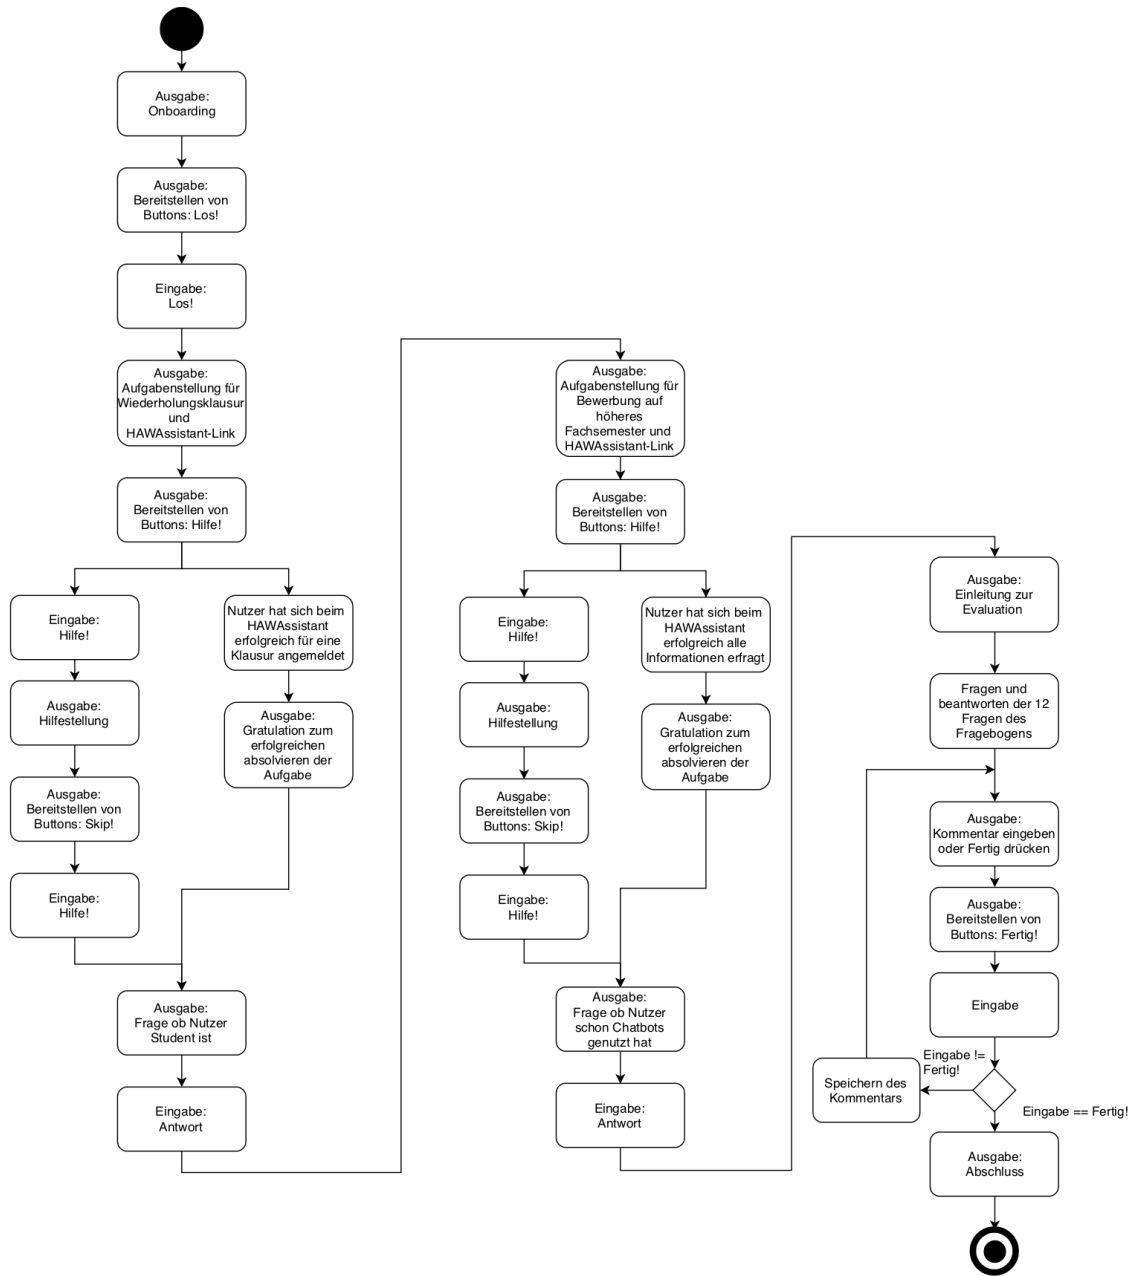 Ausgabe:
Onboarding
Ausgabe:
Bereitstellen von
Buttons: Los!
Eingabe:
Los!
Ausgabe:
Aufgabenstellung für
Wiederholungsklausur
und
HAWAssistant-Link
Ausgabe:
Bereitstellen von
Buttons: Hilfe!
Eingabe:
Hilfe!
Ausgabe:
Hilfestellung
Ausgabe:
Bereitstellen von
Buttons: Skip!
Eingabe:
Hilfe!
Nutzer hat sich beim
HAWAssistant
erfolgreich für eine
Klausur angemeldet
Ausgabe:
Gratulation zum
erfolgreichen
absolvieren der
Aufgabe
Ausgabe:
Frage ob Nutzer
Student ist
Eingabe:
Antwort
Ausgabe:
Aufgabenstellung für
Bewerbung auf
höheres
Fachsemester und
HAWAssistant-Link
Ausgabe:
Bereitstellen von
Buttons: Hilfe!
Eingabe:
Hilfe!
Ausgabe:
Hilfestellung
Ausgabe:
Bereitstellen von
Buttons: Skip!
Eingabe:
Hilfe!
Nutzer hat sich beim
HAWAssistant
erfolgreich alle
Informationen erfragt
Ausgabe:
Gratulation zum
erfolgreichen
absolvieren der
Aufgabe
Ausgabe:
Frage ob Nutzer
schon Chatbots
genutzt hat
Eingabe:
Antwort
Ausgabe:
Einleitung zur
Evaluation
Fragen und
beantworten der 12
Fragen des
Fragebogens
Ausgabe:
Kommentar eingeben
oder Fertig drücken
Ausgabe:
Bereitstellen von
Buttons: Fertig!
Eingabe
Eingabe !=
Fertig!
Speichern des
Kommentars
Eingabe == Fertig!
Ausgabe:
Abschluss